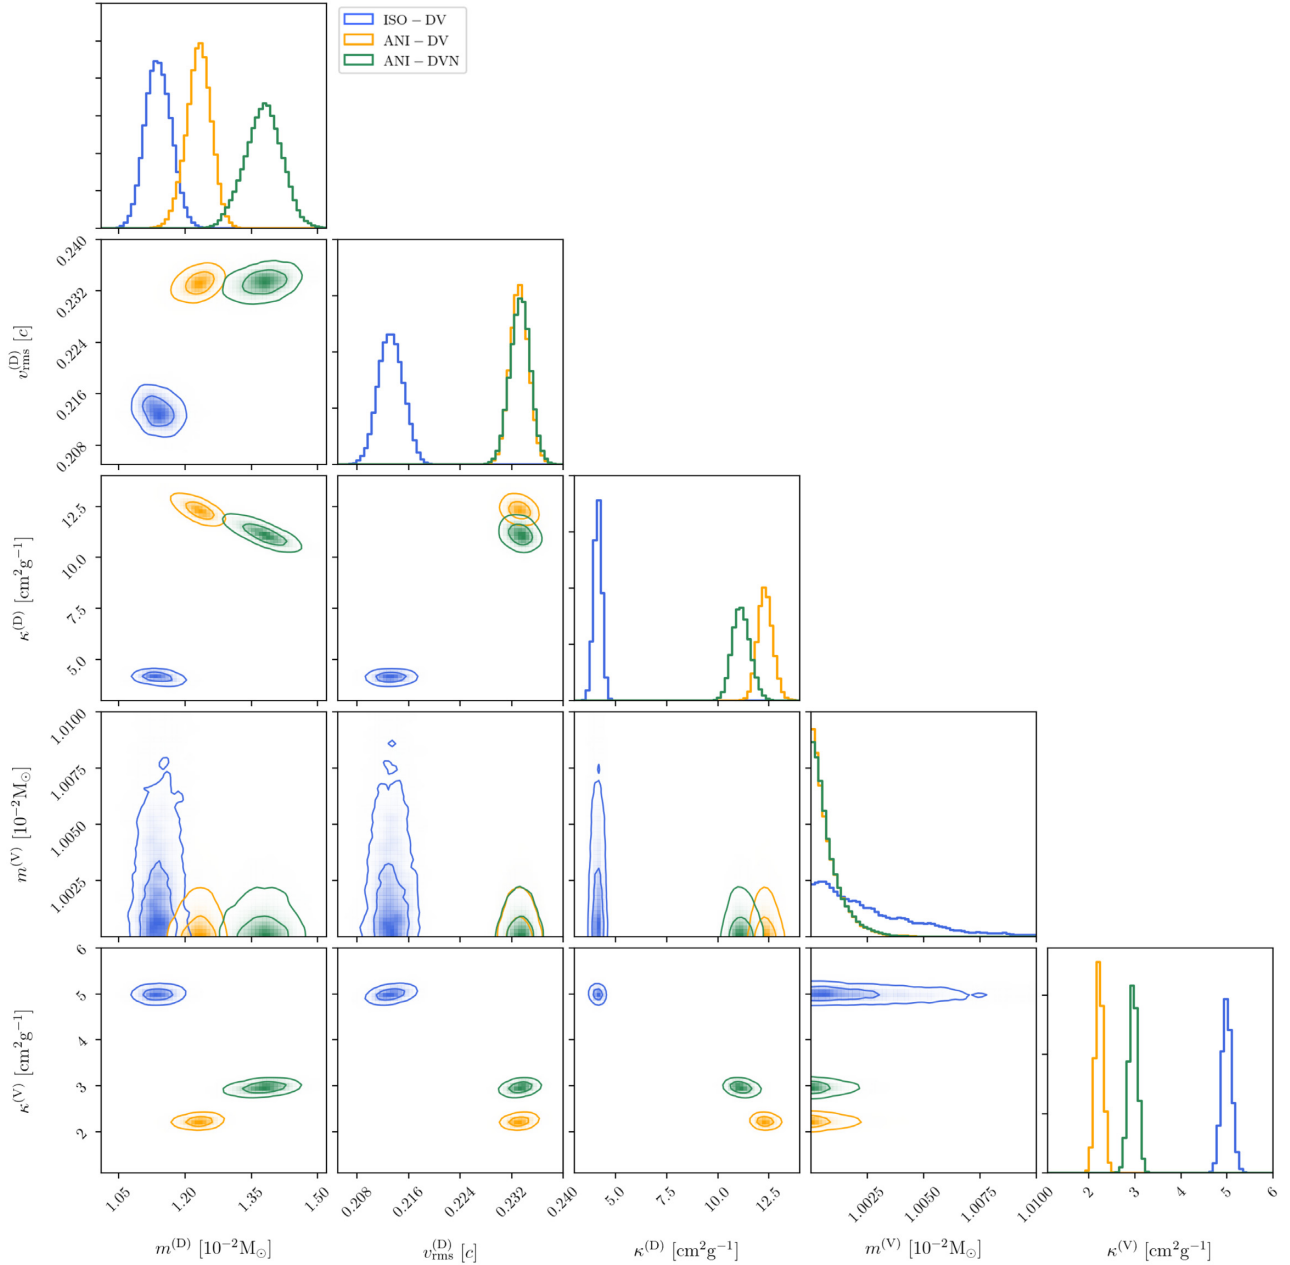 ISO − DV
ANI − DV
ANI − DVN
0.240
0.232
0.224
0.216
0.208
v_rms^(D) [c]
12.5
10.0
7.5
5.0
κ^(D) [cm²g⁻¹]
1.0100
1.0075
1.0050
1.0025
m^(V) [10⁻²M⊙]
6
5
4
3
2
κ^(V) [cm²g⁻¹]
1.05 1.20 1.35 1.50
0.208 0.216 0.224 0.232 0.240
5.0 7.5 10.0 12.5
1.0025 1.0050 1.0075 1.0100
2 3 4 5 6
m^(D) [10⁻²M⊙]
v_rms^(D) [c]
κ^(D) [cm²g⁻¹]
m^(V) [10⁻²M⊙]
κ^(V) [cm²g⁻¹]